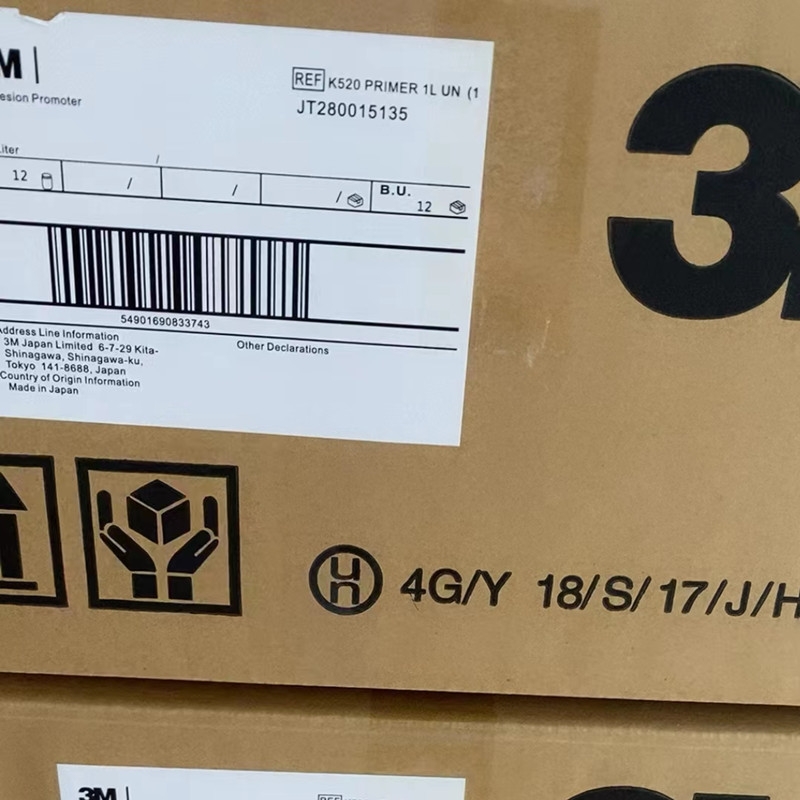 M |
REF K520 PRIMER 1L UN (1
esion Promoter
JT280015135
iter
/
12 / / / B.U. 12
54901690833743
Address Line Information
3M Japan Limited 6-7-29 Kita-
Shinagawa, Shinagawa-ku,
Tokyo 141-8688, Japan
Country of Origin Information
Made in Japan
Other Declarations
3
un 4G/Y 18/S/17/J/H
3M |